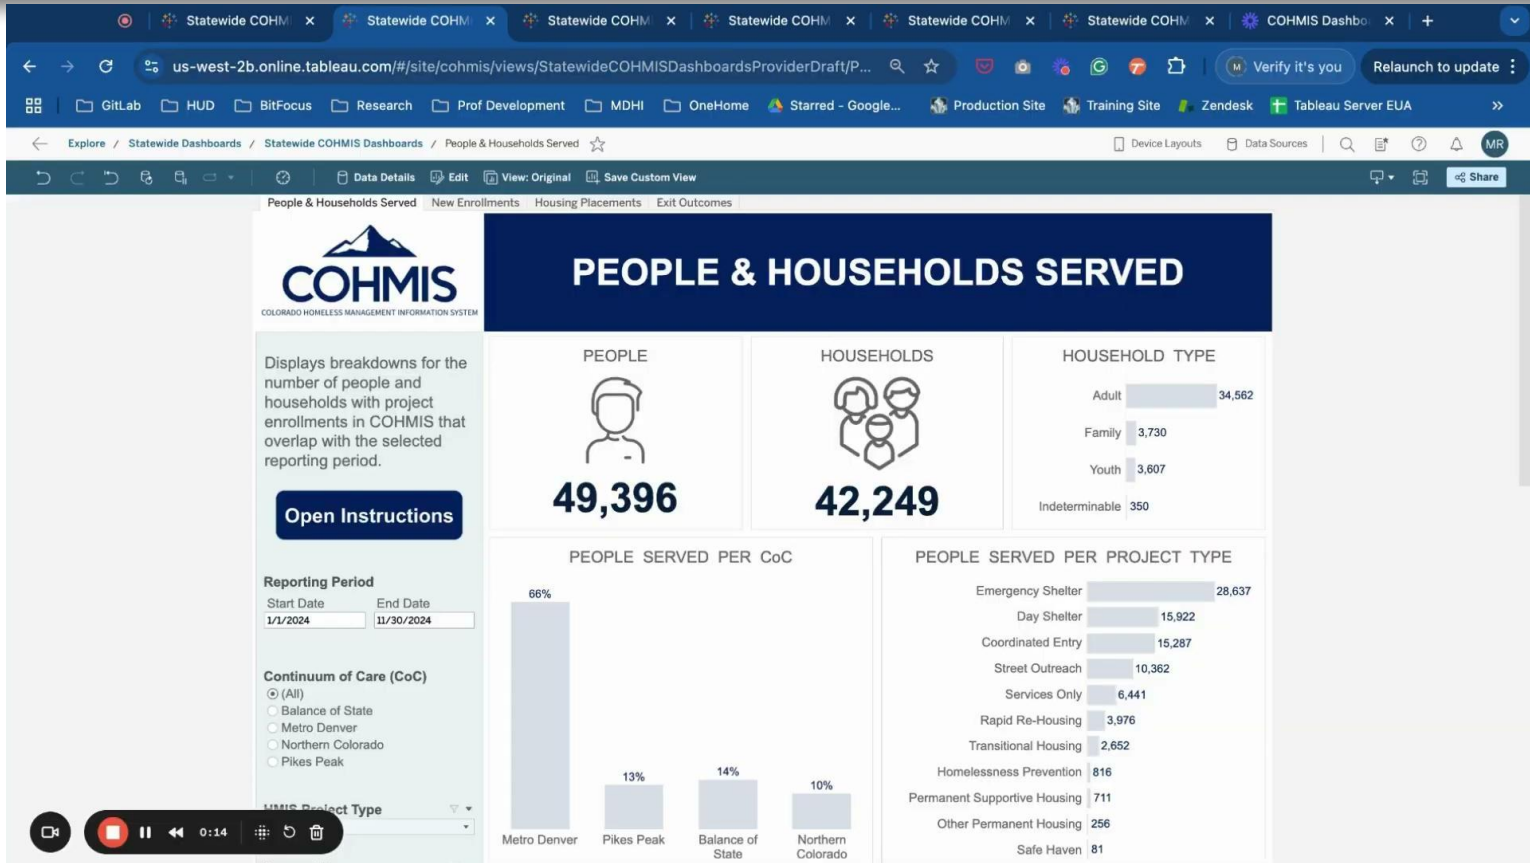 Statewide COHM
Statewide COHM
Statewide COHM
Statewide COHM
Statewide COHM
Statewide COHM
COHMIS Dashbo
us-west-2b.online.tableau.com/#/site/cohmis/views/StatewideCOHMISDashboardsProviderDraft/P...
M Verify it's you
Relaunch to update
GitLab
HUD
BitFocus
Research
Prof Development
MDHI
OneHome
Starred - Google...
Production Site
Training Site
Zendesk
Tableau Server EUA
Explore / Statewide Dashboards / Statewide COHMIS Dashboards / People & Households Served
Device Layouts
Data Sources
MR
Data Details
Edit
View: Original
Save Custom View
Share
People & Households Served
New Enrollments
Housing Placements
Exit Outcomes
COHMIS
COLORADO HOMELESS MANAGEMENT INFORMATION SYSTEM
PEOPLE & HOUSEHOLDS SERVED
Displays breakdowns for the
number of people and
households with project
enrollments in COHMIS that
overlap with the selected
reporting period.
Open Instructions
Reporting Period
Start Date
End Date
1/1/2024
11/30/2024
Continuum of Care (CoC)
(All)
Balance of State
Metro Denver
Northern Colorado
Pikes Peak
HMIS Project Type
0:14
PEOPLE
49,396
HOUSEHOLDS
42,249
HOUSEHOLD TYPE
Adult 34,562
Family 3,730
Youth 3,607
Indeterminable 350
PEOPLE SERVED PER CoC
66%
13%
14%
10%
Metro Denver
Pikes Peak
Balance of
State
Northern
Colorado
PEOPLE SERVED PER PROJECT TYPE
Emergency Shelter 28,637
Day Shelter 15,922
Coordinated Entry 15,287
Street Outreach 10,362
Services Only 6,441
Rapid Re-Housing 3,976
Transitional Housing 2,652
Homelessness Prevention 816
Permanent Supportive Housing 711
Other Permanent Housing 256
Safe Haven 81